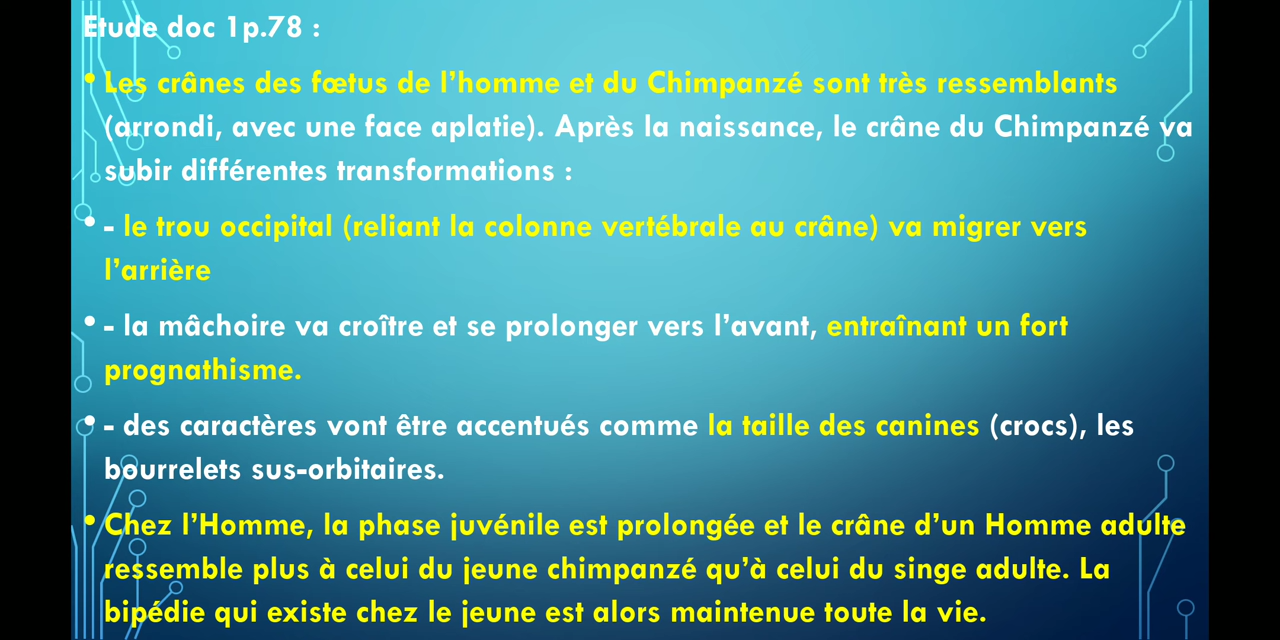 Etude doc 1p.78 :
• Les crânes des fœtus de l’homme et du Chimpanzé sont très ressemblants
(arrondi, avec une face aplatie). Après la naissance, le crâne du Chimpanzé va
subir différentes transformations :
• - le trou occipital (reliant la colonne vertébrale au crâne) va migrer vers
l’arrière
• - la mâchoire va croître et se prolonger vers l’avant, entraînant un fort
prognathisme.
• - des caractères vont être accentués comme la taille des canines (crocs), les
bourrelets sus-orbitaires.
• Chez l’Homme, la phase juvénile est prolongée et le crâne d’un Homme adulte
ressemble plus à celui du jeune chimpanzé qu’à celui du singe adulte. La
bipédie qui existe chez le jeune est alors maintenue toute la vie.